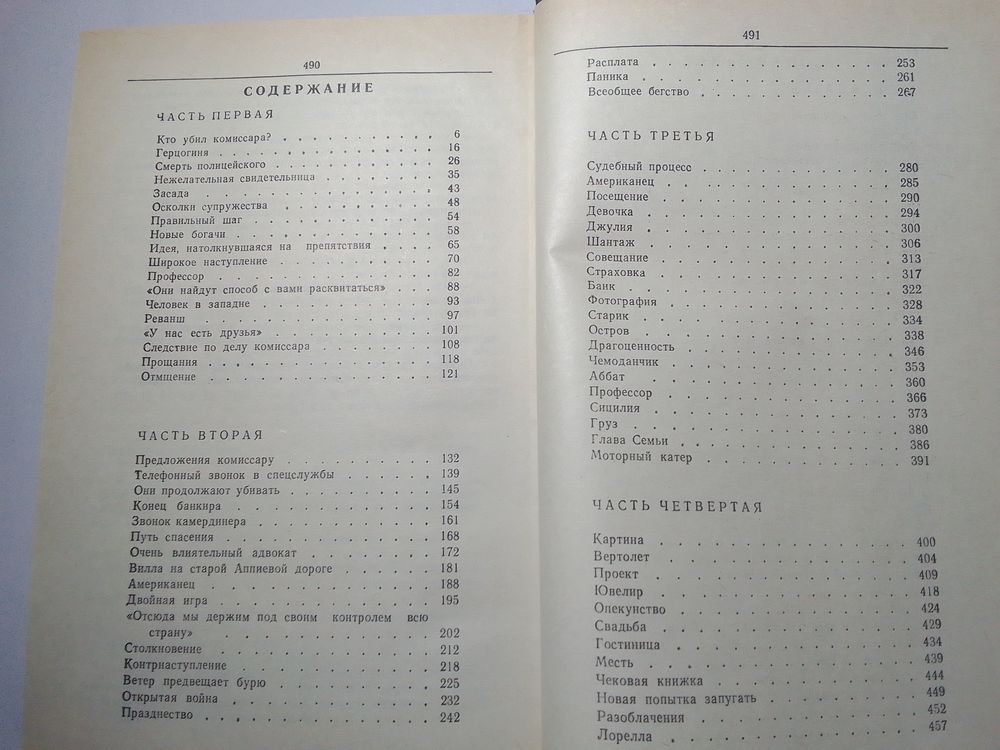 490
СОДЕРЖАНИЕ
ЧАСТЬ ПЕРВАЯ
Кто убил комиссара? . . . . . . . . . . 6
Герцогиня . . . . . . . . . . 16
Смерть полицейского . . . . . . . . . . 26
Нежелательная свидетельница . . . . . . . 35
Засада . . . . . . . . . . 43
Осколки супружества . . . . . . . . . 48
Правильный шаг . . . . . . . . . . 54
Новые богачи . . . . . . . . . . 58
Идея, натолкнувшаяся на препятствия . . . . 65
Широкое наступление . . . . . . . . . 70
Профессор . . . . . . . . . . 82
«Они найдут способ с вами расквитаться» . . . 88
Человек в западне . . . . . . . . . . 93
Реванш . . . . . . . . . . 97
«У нас есть друзья» . . . . . . . . . . 101
Следствие по делу комиссара . . . . . . . 108
Прощания . . . . . . . . . . 118
Отмщение . . . . . . . . . . 121
ЧАСТЬ ВТОРАЯ
Предложения комиссару . . . . . . . . . 132
Телефонный звонок в спецслужбы . . . . . . 139
Они продолжают убивать . . . . . . . . 145
Конец банкира . . . . . . . . . . 154
Звонок камердинера . . . . . . . . . . 161
Путь спасения . . . . . . . . . . 168
Очень влиятельный адвокат . . . . . . . 172
Вилла на старой Аппиевой дороге . . . . . . 181
Американец . . . . . . . . . . 188
Двойная игра . . . . . . . . . . 195
«Отсюда мы держим под своим контролем всю
страну» . . . . . . . . . . 202
Столкновение . . . . . . . . . . 212
Контрнаступление . . . . . . . . . . 218
Ветер предвещает бурю . . . . . . . . . 225
Открытая война . . . . . . . . . . 232
Празднество . . . . . . . . . . 242
491
Расплата . . . . . . . . . . 253
Паника . . . . . . . . . . 261
Всеобщее бегство . . . . . . . . . . 267
ЧАСТЬ ТРЕТЬЯ
Судебный процесс . . . . . . . . . . 280
Американец . . . . . . . . . . 285
Посещение . . . . . . . . . . 290
Девочка . . . . . . . . . . 294
Джулия . . . . . . . . . . 300
Шантаж . . . . . . . . . . 306
Совещание . . . . . . . . . . 313
Страховка . . . . . . . . . . 317
Банк . . . . . . . . . . 322
Фотография . . . . . . . . . . 328
Старик . . . . . . . . . . 334
Остров . . . . . . . . . . 338
Драгоценность . . . . . . . . . . 346
Чемоданчик . . . . . . . . . . 353
Аббат . . . . . . . . . . 360
Профессор . . . . . . . . . . 366
Сицилия . . . . . . . . . . 373
Груз . . . . . . . . . . 380
Глава Семьи . . . . . . . . . . 386
Моторный катер . . . . . . . . . . 391
ЧАСТЬ ЧЕТВЕРТАЯ
Картина . . . . . . . . . . 400
Вертолет . . . . . . . . . . 404
Проект . . . . . . . . . . 409
Ювелир . . . . . . . . . . 418
Опекунство . . . . . . . . . . 424
Свадьба . . . . . . . . . . 429
Гостиница . . . . . . . . . . 434
Месть . . . . . . . . . . 439
Чековая книжка . . . . . . . . . . 444
Новая попытка запугать . . . . . . . . 449
Разоблачения . . . . . . . . . . 452
Лорелла . . . . . . . . . . 457